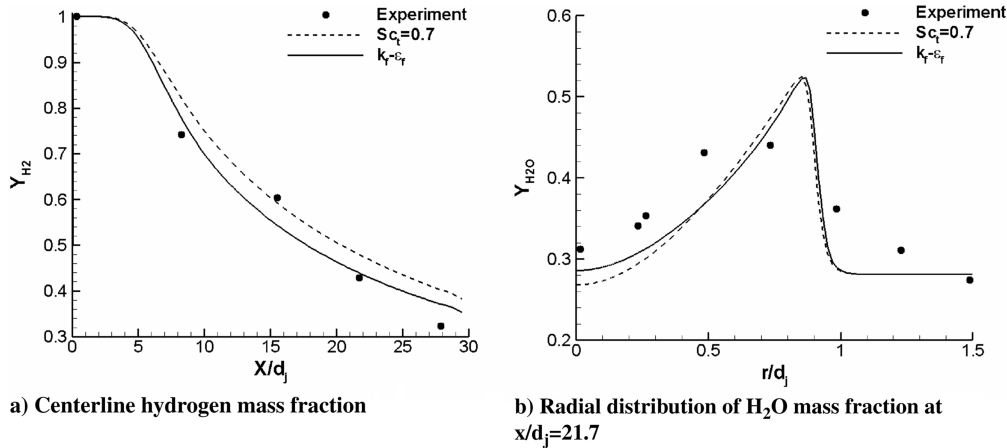 1
0.9
0.8
0.7
0.6
0.5
0.4
0.3
Y_H2
0 5 10 15 20 25 30
X/d_j
Experiment
Sc_t=0.7
k_f-ε_f
a) Centerline hydrogen mass fraction
0.6
0.5
0.4
0.3
0.2
Y_H2O
0 0.5 1 1.5
r/d_j
Experiment
Sc_t=0.7
k_f-ε_f
b) Radial distribution of H₂O mass fraction at
x/d_j=21.7